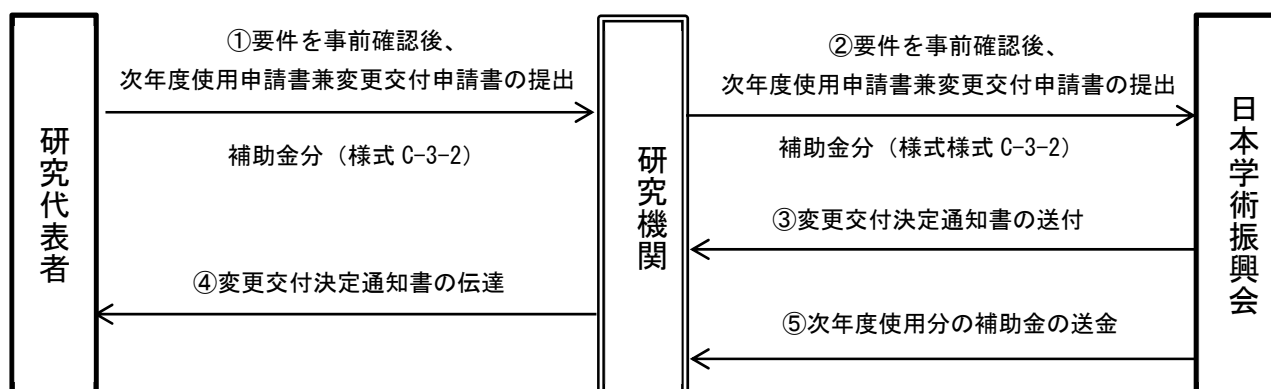 研究代表者
①要件を事前確認後、
次年度使用申請書兼変更交付申請書の提出
補助金分（様式 C-3-2）
④変更交付決定通知書の伝達
研究機関
②要件を事前確認後、
次年度使用申請書兼変更交付申請書の提出
補助金分（様式様式 C-3-2）
③変更交付決定通知書の送付
⑤次年度使用分の補助金の送金
日本学術振興会